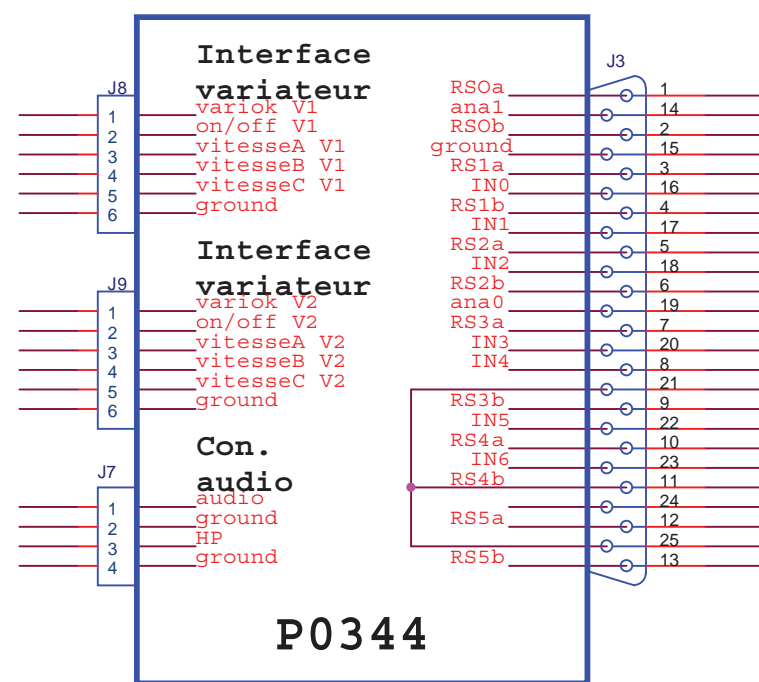 Interface
variateur
J8
1 variok V1
2 on/off V1
3 vitesseA V1
4 vitesseB V1
5 vitesseC V1
6 ground
Interface
variateur
J9
1 variok V2
2 on/off V2
3 vitesseA V2
4 vitesseB V2
5 vitesseC V2
6 ground
Con.
audio
J7
1 audio
2 ground
3 HP
4 ground
P0344
J3
RSOa 1
ana1 14
RSOb 2
ground 15
RS1a 3
IN0 16
RS1b 4
IN1 17
RS2a 5
IN2 18
RS2b 6
ana0 19
RS3a 7
IN3 20
IN4 8
21
RS3b 9
IN5 22
RS4a 10
IN6 23
RS4b 11
24
RS5a 12
25
RS5b 13